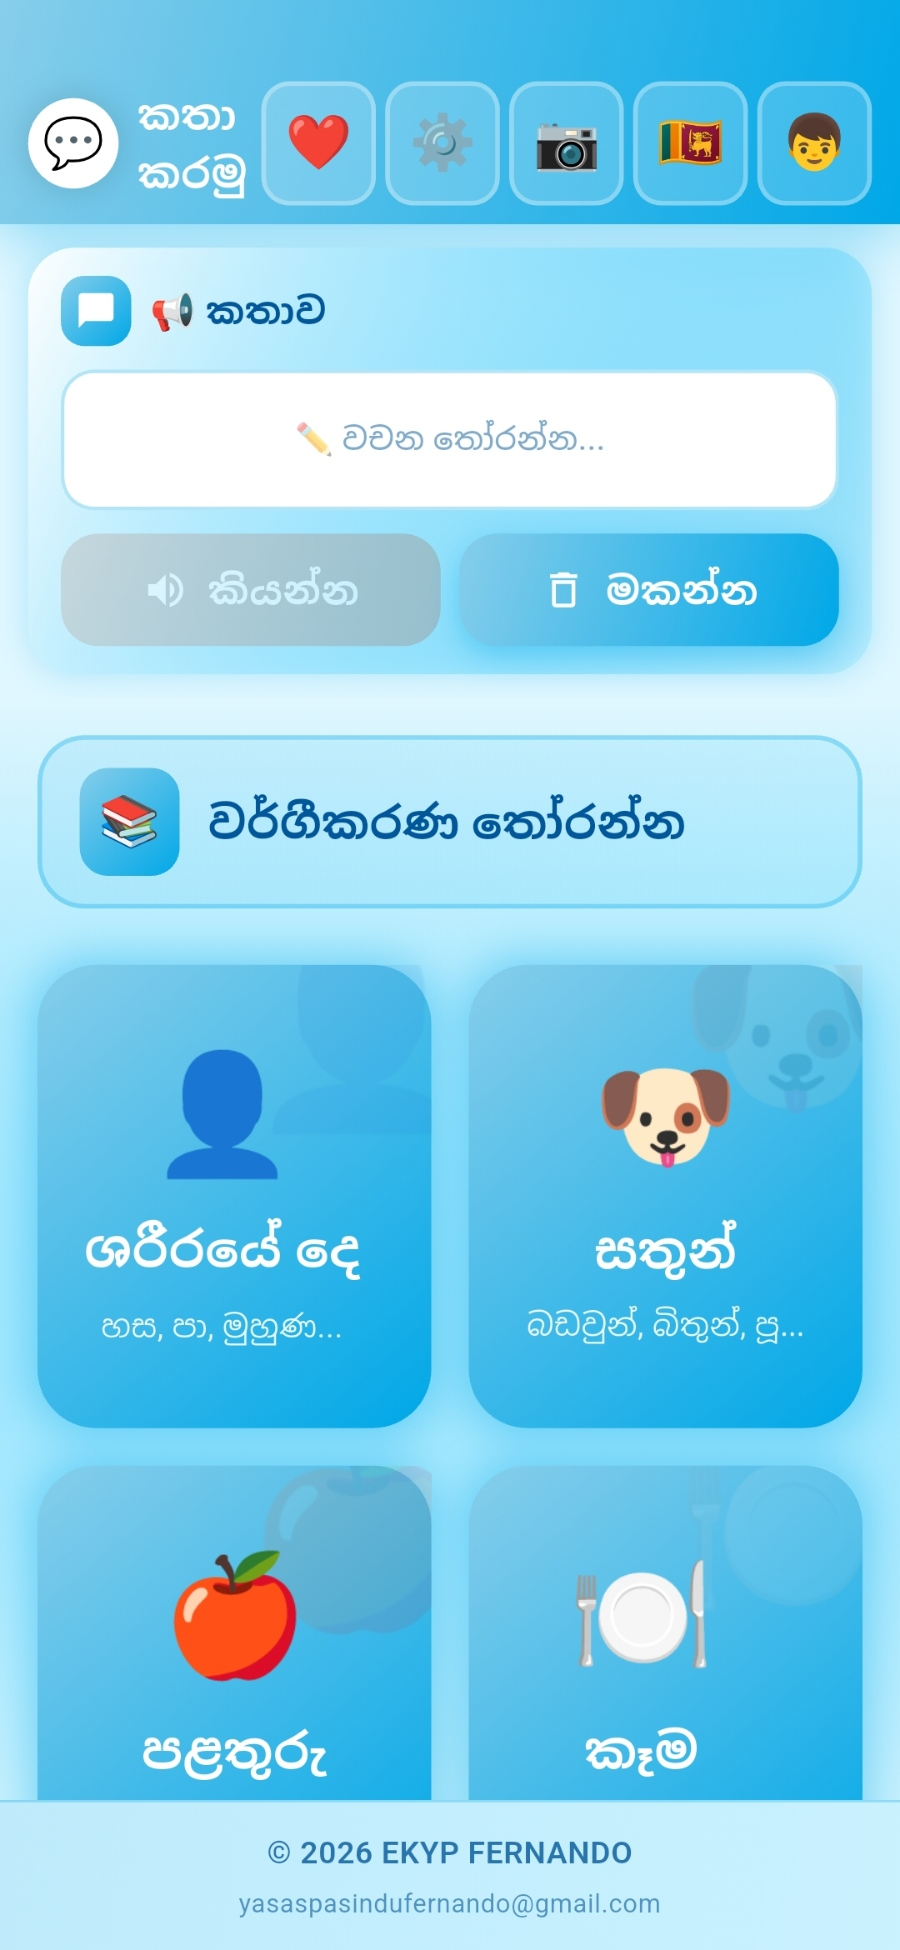 කතා
කරමු
කතාව
වචන තෝරන්න...
කියන්න
මකන්න
වර්ගීකරණ තෝරන්න
ශරීරයේ දෙ
හස, පා, මුහුණ...
සතුන්
බඩවුන්, බිතුන්, පූ...
පළතුරු
කෑම
© 2026 EKYP FERNANDO
yasaspasindufernando@gmail.com